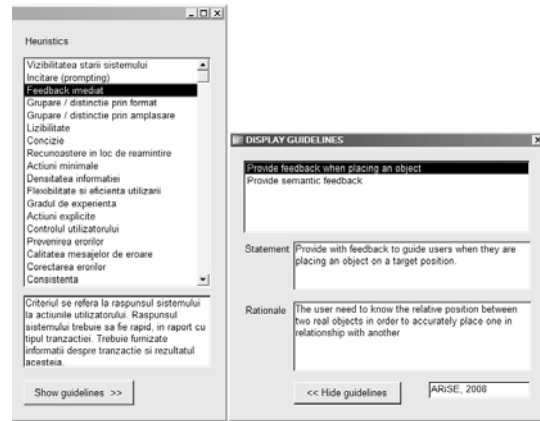 Heuristics
Vizibilitatea starii sistemului
Incitare (prompting)
Feedback imediat
Grupare / distinctie prin format
Grupare / distinctie prin amplasare
Lizibilitate
Concizie
Recunoastere in loc de reamintire
Actiuni minimale
Densitatea informatiei
Flexibilitate si eficienta utilizarii
Gradul de experienta
Actiuni explicite
Controlul utilizatorului
Prevenirea erorilor
Calitatea mesajelor de eroare
Corectarea erorilor
Consistenta
Criteriul se refera la raspunsul sistemului
la actiunile utilizatorului. Raspunsul
sistemului trebuie sa fie rapid, in raport cu
tipul tranzactiei. Trebuie furnizate
informatii despre tranzactie si rezultatul
acesteia.
Show guidelines >>
DISPLAY GUIDELINES
Provide feedback when placing an object
Provide semantic feedback
Statement
Provide with feedback to guide users when they are
placing an object on a target position.
Rationale
The user need to know the relative position between
two real objects in order to accurately place one in
relationship with another
<< Hide guidelines
ARiSE, 2008